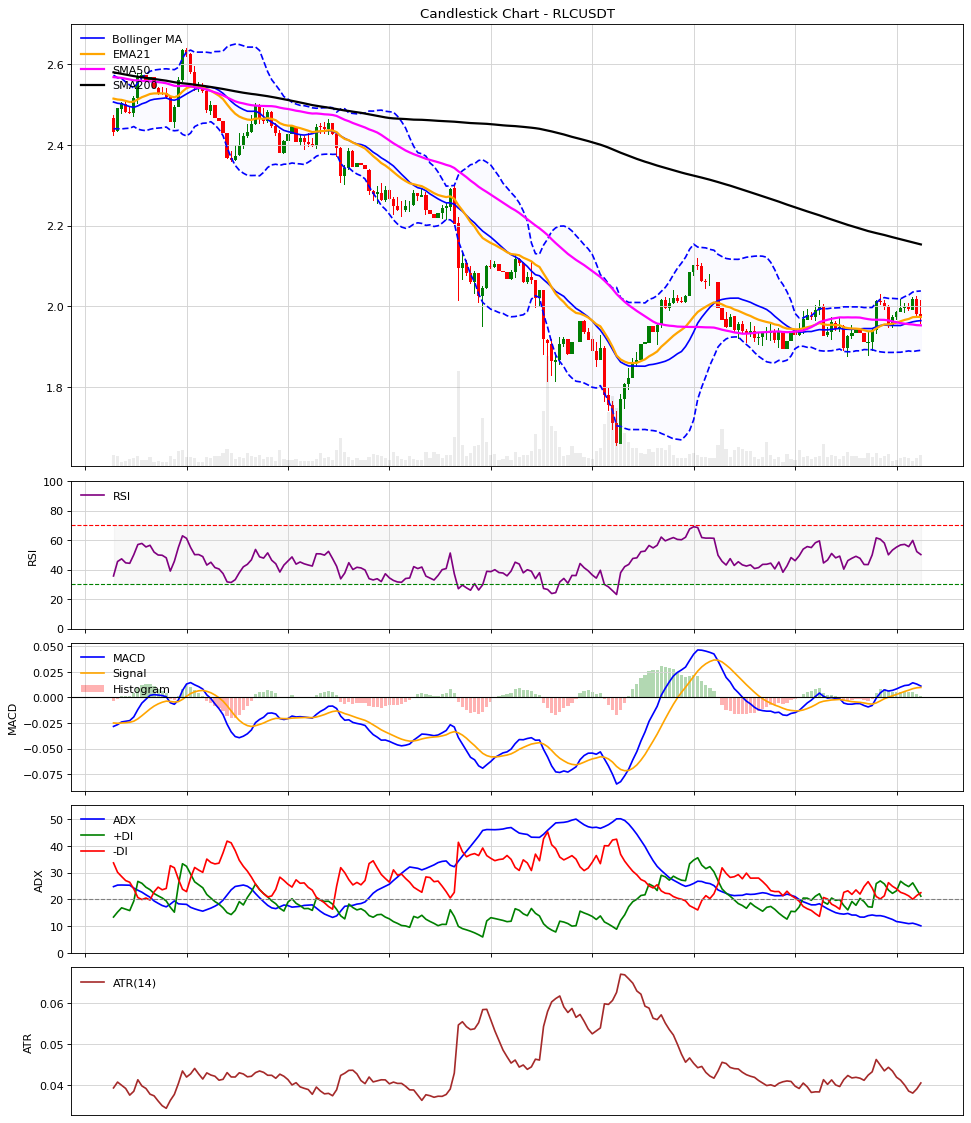 Candlestick Chart - RLCUSDT
Bollinger MA
EMA21
SMA50
SMA200
2.6
2.4
2.2
2.0
1.8
RSI
100
80
60
40
20
0
RSI
MACD
Signal
Histogram
0.050
0.025
0.000
−0.025
−0.050
−0.075
MACD
ADX
+DI
-DI
50
40
30
20
10
0
ADX
ATR(14)
0.06
0.05
0.04
ATR